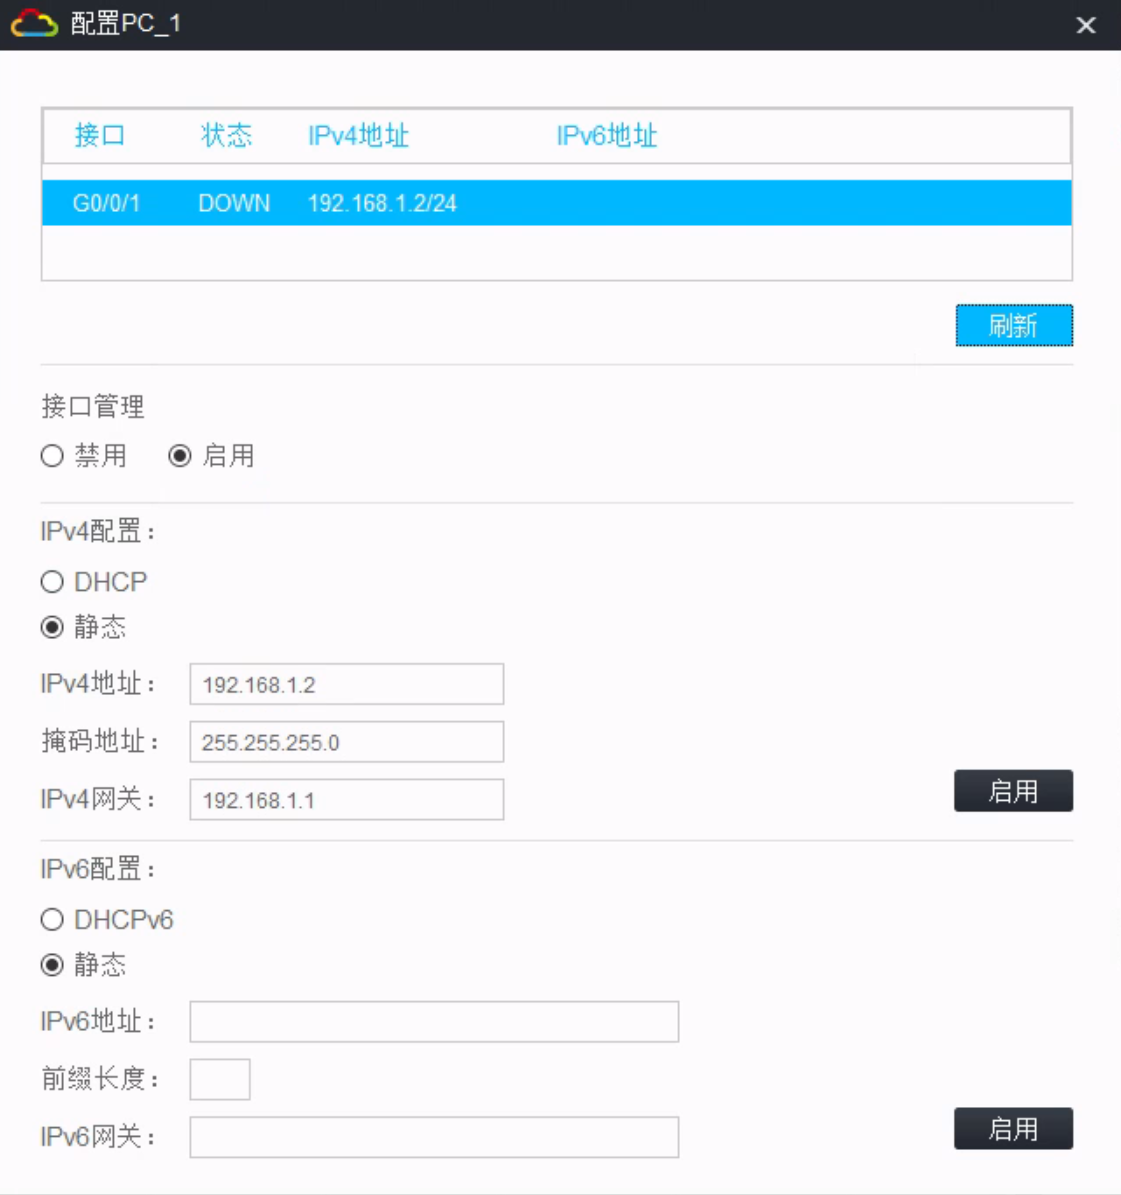 配置PC_1
接口 状态 IPv4地址 IPv6地址
G0/0/1 DOWN 192.168.1.2/24
刷新
接口管理
禁用 启用
IPv4配置：
DHCP
静态
IPv4地址： 192.168.1.2
掩码地址： 255.255.255.0
IPv4网关： 192.168.1.1
启用
IPv6配置：
DHCPv6
静态
IPv6地址：
前缀长度：
IPv6网关：
启用